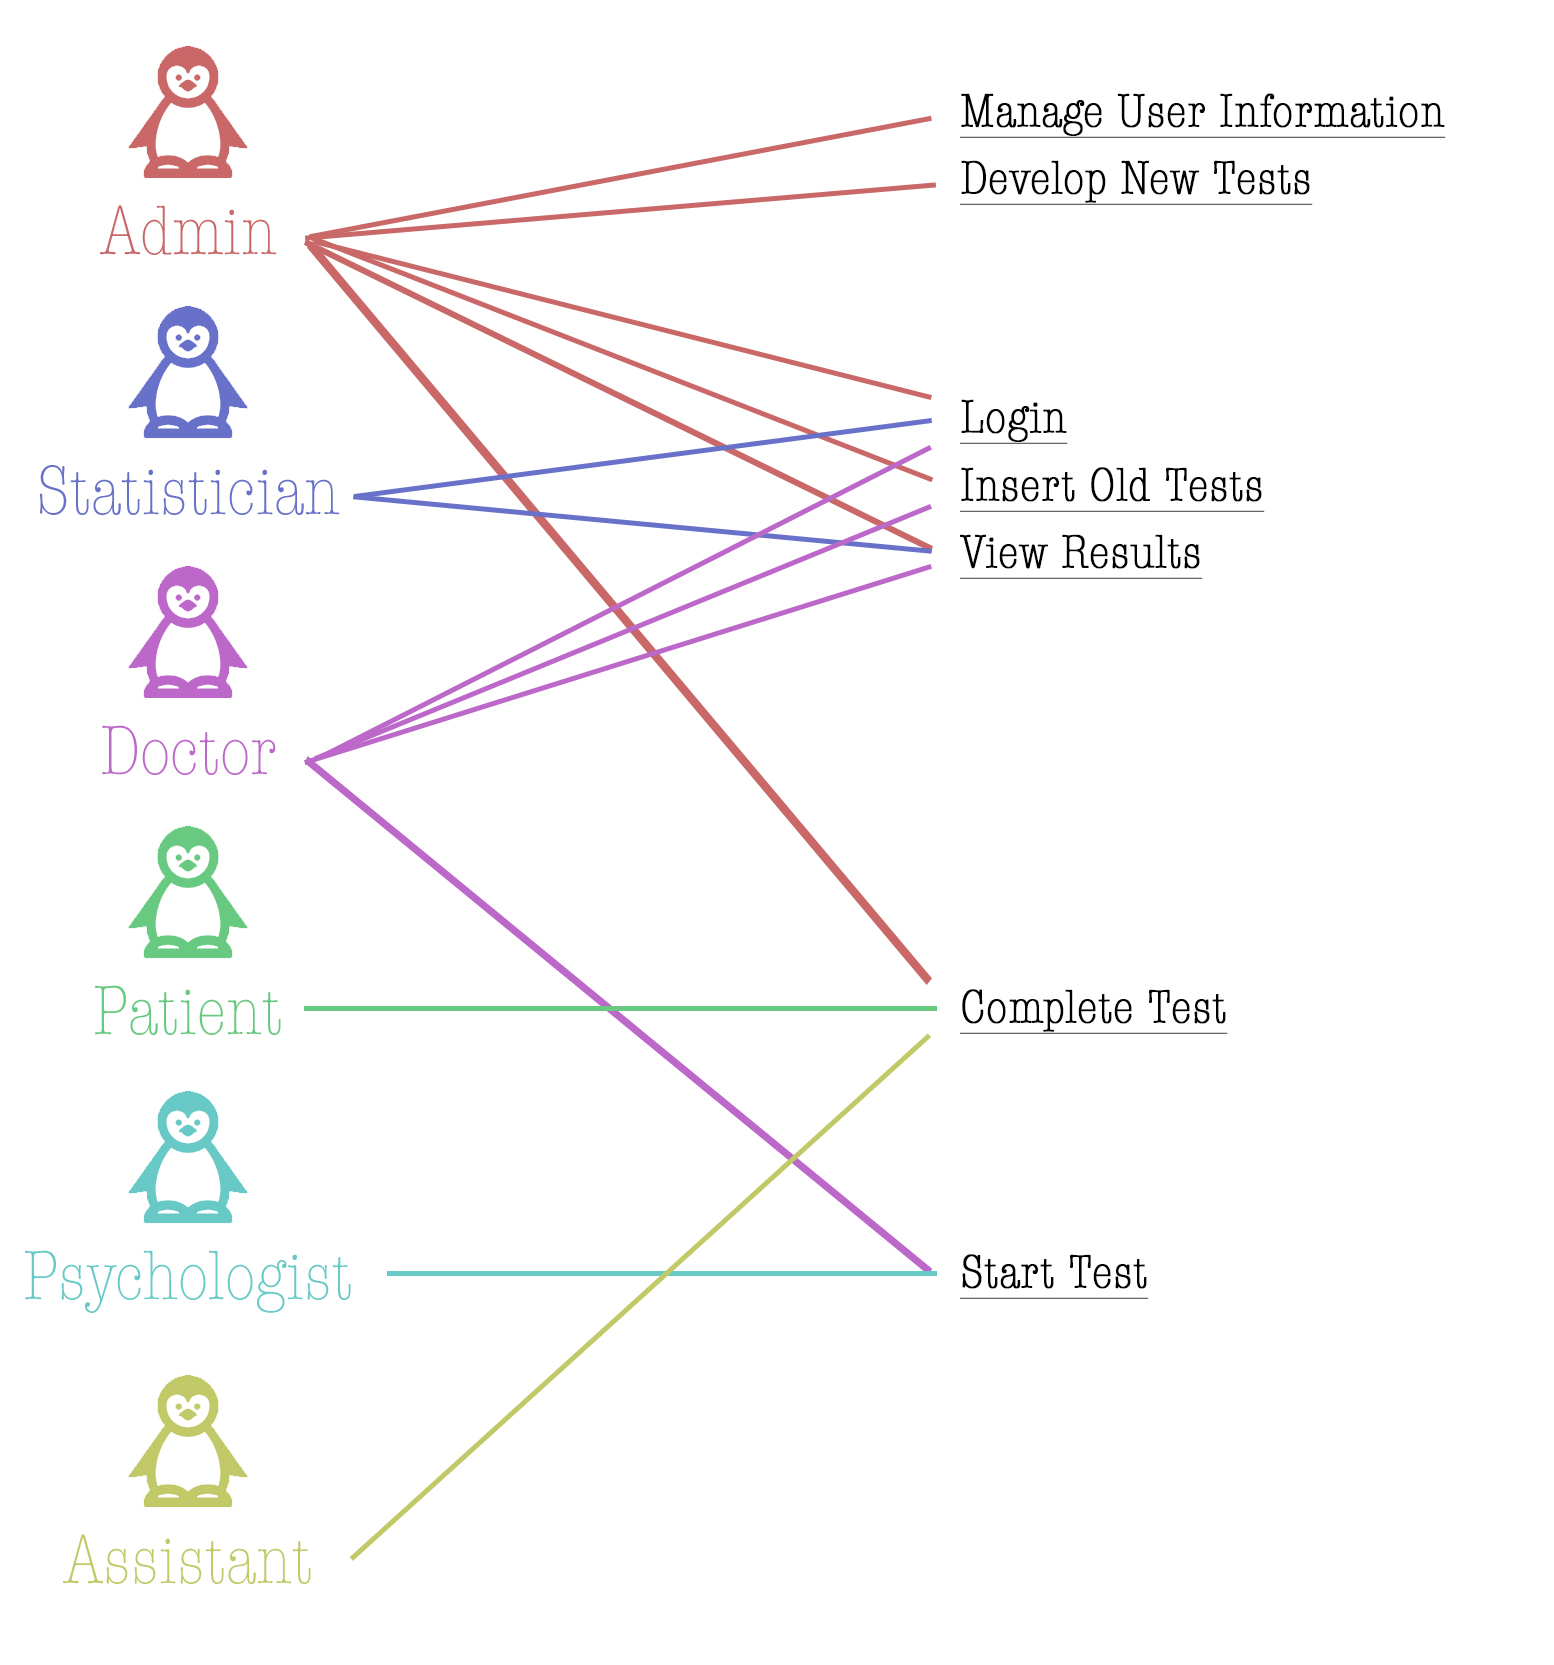 Admin
Statistician
Doctor
Patient
Psychologist
Assistant
Manage User Information
Develop New Tests
Login
Insert Old Tests
View Results
Complete Test
Start Test